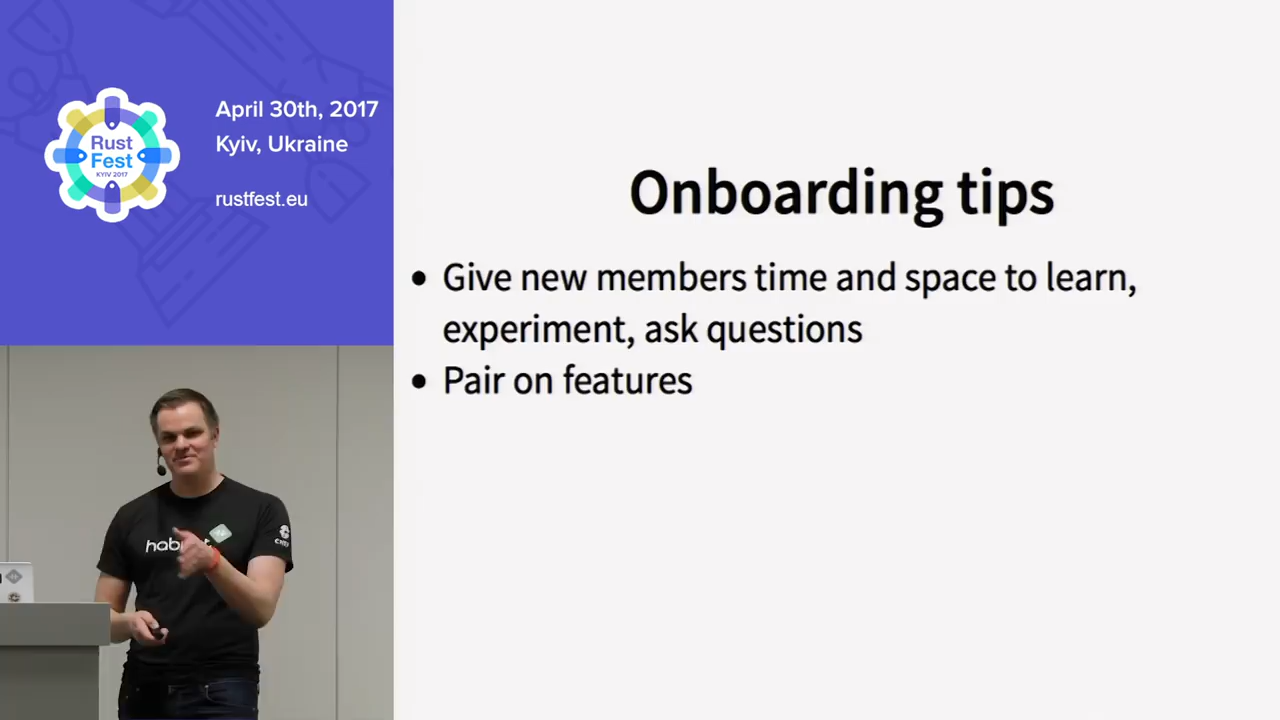 Rust
Fest
KYIV 2017
April 30th, 2017
Kyiv, Ukraine
rustfest.eu
Onboarding tips
• Give new members time and space to learn,
experiment, ask questions
• Pair on features